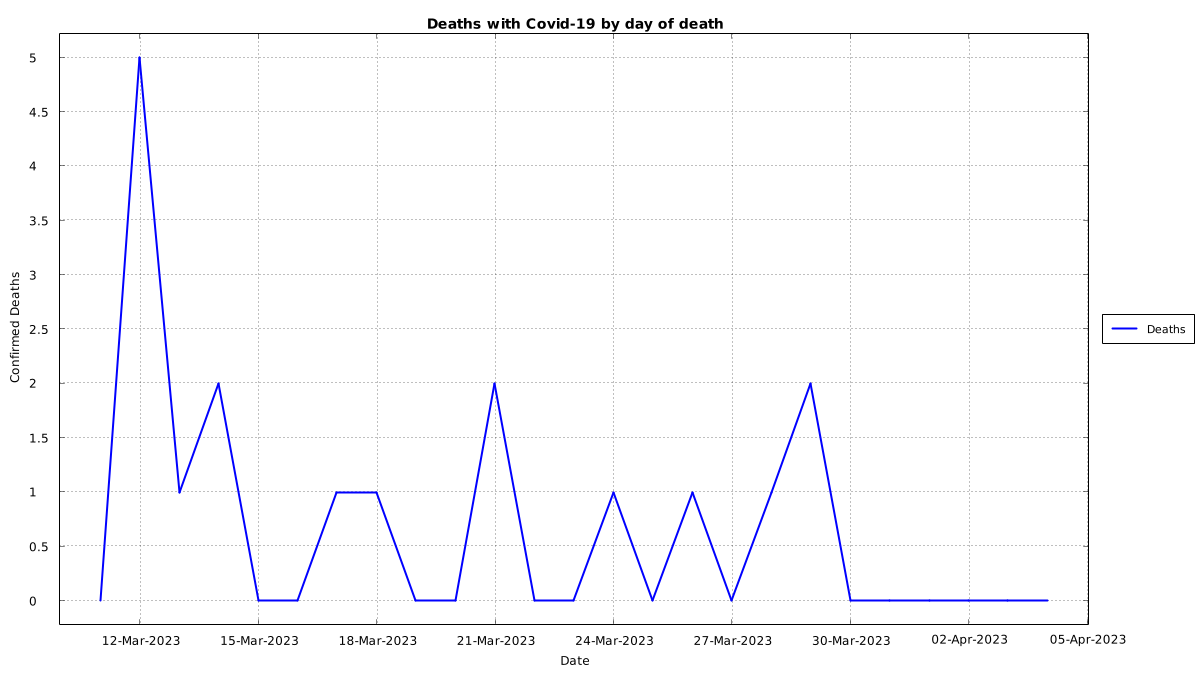 Deaths with Covid-19 by day of death
5
4.5
4
3.5
3
2.5
2
1.5
1
0.5
0
Confirmed Deaths
12-Mar-2023 15-Mar-2023 18-Mar-2023 21-Mar-2023 24-Mar-2023 27-Mar-2023 30-Mar-2023 02-Apr-2023 05-Apr-2023
Date
Deaths